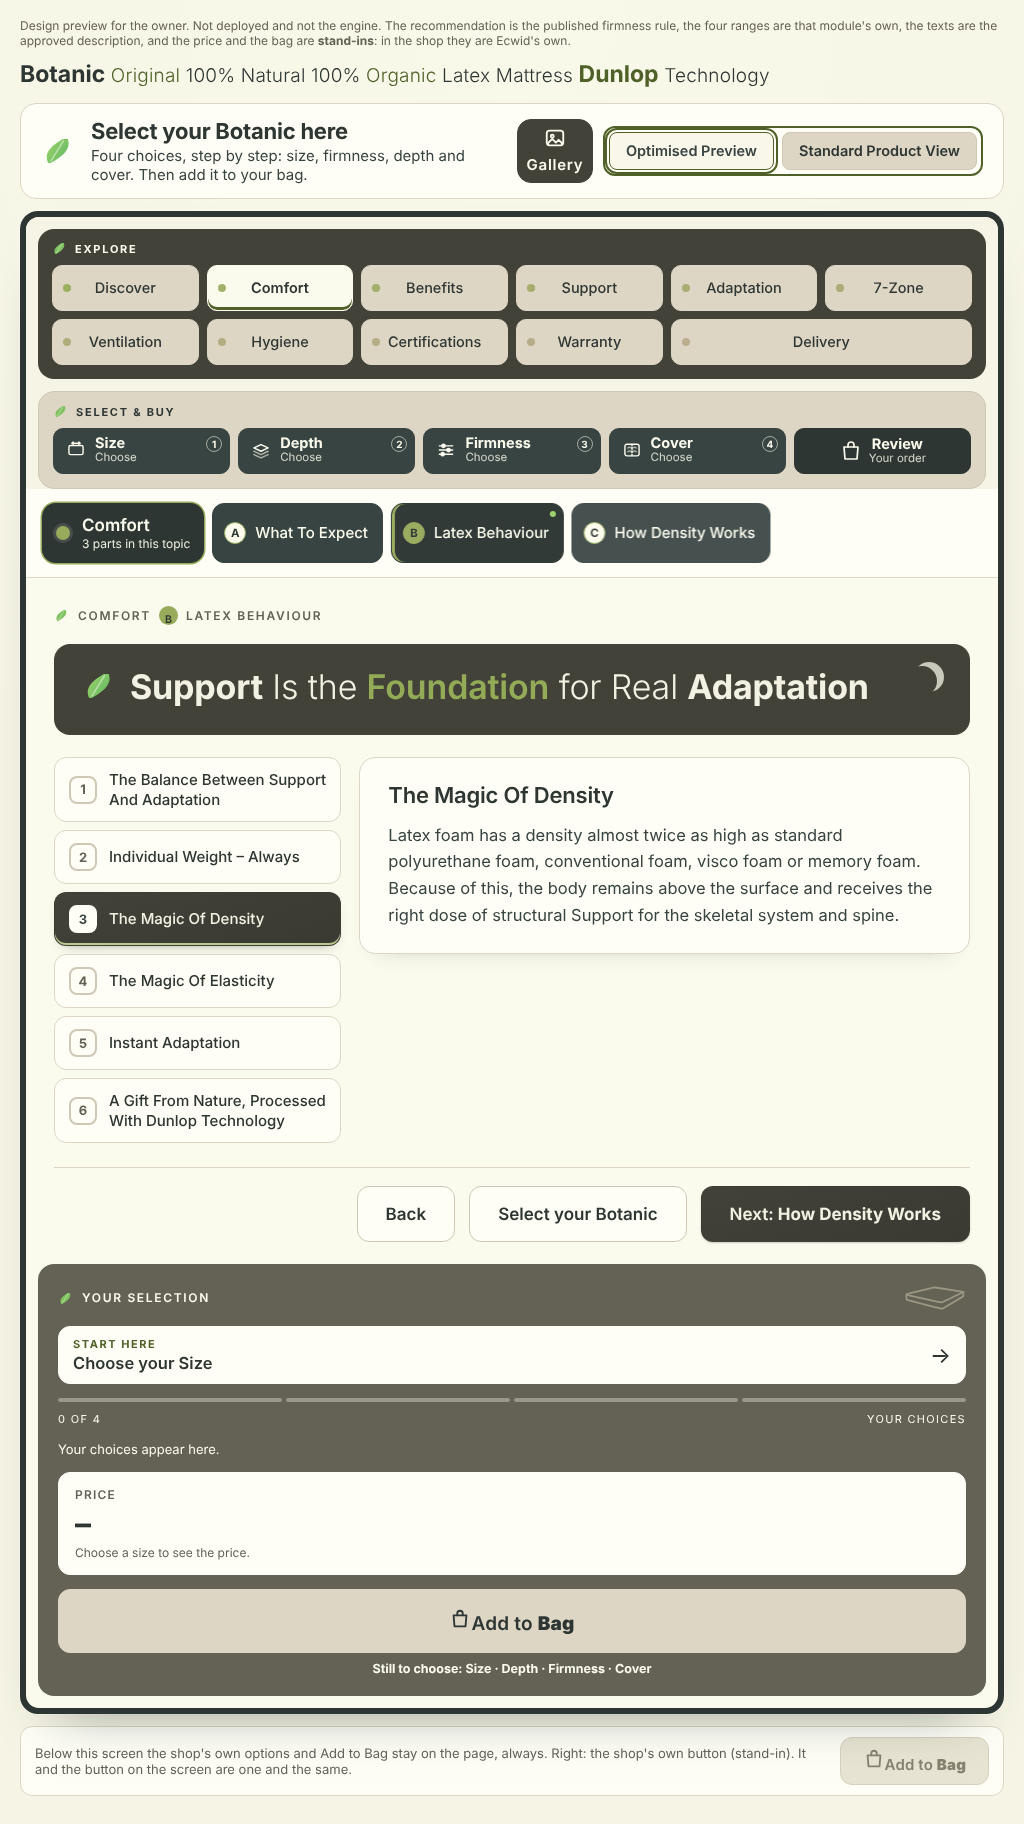 Design preview for the owner. Not deployed and not the engine. The recommendation is the published firmness rule, the four ranges are that module's own, the texts are the
approved description, and the price and the bag are stand-ins: in the shop they are Ecwid's own.
Botanic Original 100% Natural 100% Organic Latex Mattress Dunlop Technology
Select your Botanic here
Four choices, step by step: size, firmness, depth and
cover. Then add it to your bag.
Gallery
Optimised Preview
Standard Product View
EXPLORE
Discover
Comfort
Benefits
Support
Adaptation
7-Zone
Ventilation
Hygiene
Certifications
Warranty
Delivery
SELECT & BUY
Size
Choose
1
Depth
Choose
2
Firmness
Choose
3
Cover
Choose
4
Review
Your order
Comfort
3 parts in this topic
A What To Expect
B Latex Behaviour
C How Density Works
COMFORT B LATEX BEHAVIOUR
Support Is the Foundation for Real Adaptation
1 The Balance Between Support
And Adaptation
2 Individual Weight – Always
3 The Magic Of Density
4 The Magic Of Elasticity
5 Instant Adaptation
6 A Gift From Nature, Processed
With Dunlop Technology
The Magic Of Density
Latex foam has a density almost twice as high as standard
polyurethane foam, conventional foam, visco foam or memory foam.
Because of this, the body remains above the surface and receives the
right dose of structural Support for the skeletal system and spine.
Back
Select your Botanic
Next: How Density Works
YOUR SELECTION
START HERE
Choose your Size
0 OF 4
YOUR CHOICES
Your choices appear here.
PRICE
–
Choose a size to see the price.
Add to Bag
Still to choose: Size · Depth · Firmness · Cover
Below this screen the shop's own options and Add to Bag stay on the page, always. Right: the shop's own button (stand-in). It
and the button on the screen are one and the same.
Add to Bag